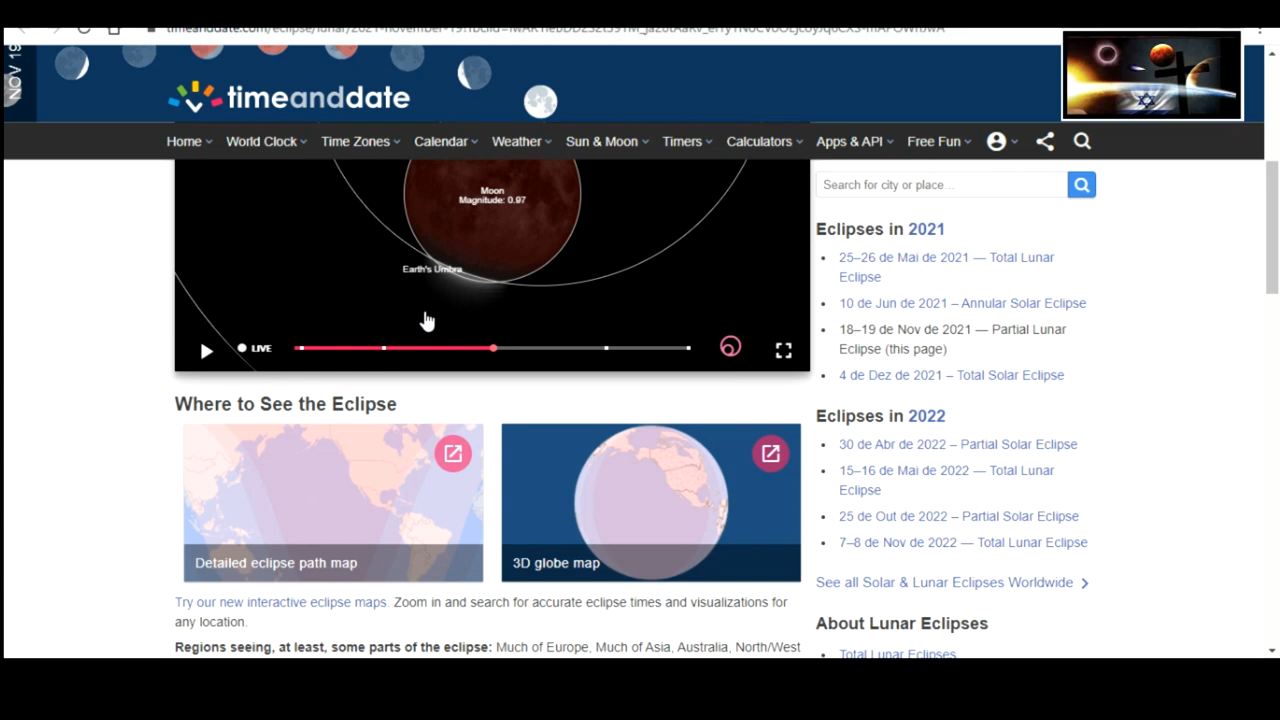 NOV 19
timeanddate
Home World Clock Time Zones Calendar Weather Sun & Moon Timers Calculators Apps & API Free Fun
Moon
Magnitude: 0.97
Earth's Umbra
LIVE
Where to See the Eclipse
Detailed eclipse path map
3D globe map
Try our new interactive eclipse maps. Zoom in and search for accurate eclipse times and visualizations for
any location.
Regions seeing, at least, some parts of the eclipse: Much of Europe, Much of Asia, Australia, North/West
Search for city or place...
Eclipses in 2021
25–26 de Mai de 2021 — Total Lunar
Eclipse
10 de Jun de 2021 – Annular Solar Eclipse
18–19 de Nov de 2021 — Partial Lunar
Eclipse (this page)
4 de Dez de 2021 – Total Solar Eclipse
Eclipses in 2022
30 de Abr de 2022 – Partial Solar Eclipse
15–16 de Mai de 2022 — Total Lunar
Eclipse
25 de Out de 2022 – Partial Solar Eclipse
7–8 de Nov de 2022 — Total Lunar Eclipse
See all Solar & Lunar Eclipses Worldwide
About Lunar Eclipses
Total Lunar Eclipses